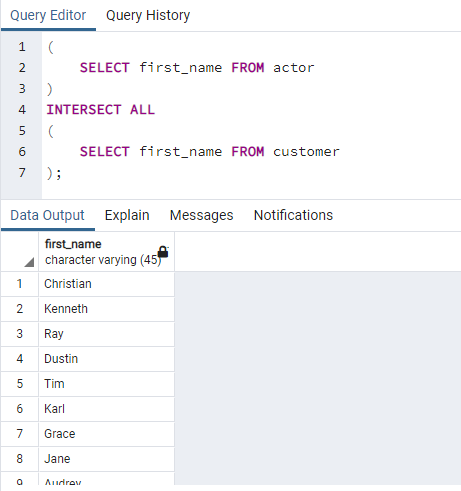 Query Editor Query History
1 (
2 SELECT first_name FROM actor
3 )
4 INTERSECT ALL
5 (
6 SELECT first_name FROM customer
7 );
Data Output Explain Messages Notifications
first_name
character varying (45)
1 Christian
2 Kenneth
3 Ray
4 Dustin
5 Tim
6 Karl
7 Grace
8 Jane
9 Audrey